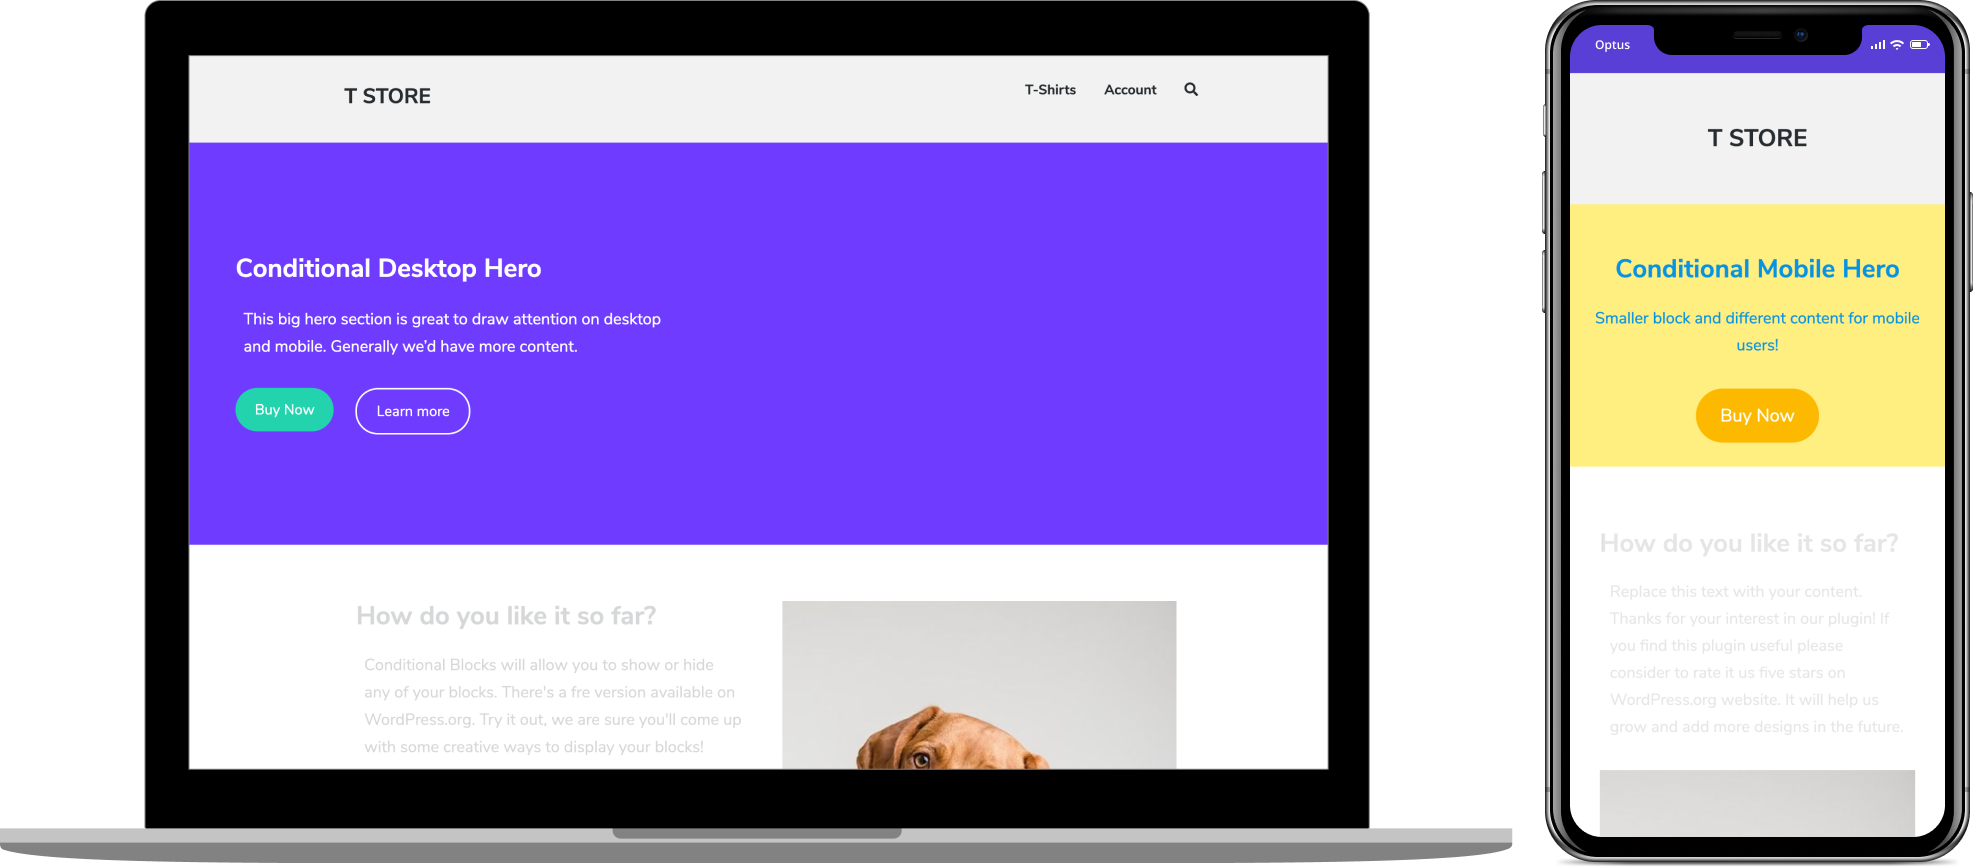 T STORE
T-Shirts Account
Conditional Desktop Hero
This big hero section is great to draw attention on desktop
and mobile. Generally we'd have more content.
Buy Now Learn more
How do you like it so far?
Conditional Blocks will allow you to show or hide
any of your blocks. There's a fre version available on
WordPress.org. Try it out, we are sure you'll come up
with some creative ways to display your blocks!
Optus
T STORE
Conditional Mobile Hero
Smaller block and different content for mobile
users!
Buy Now
How do you like it so far?
Replace this text with your content.
Thanks for your interest in our plugin! If
you find this plugin useful please
consider to rate it us five stars on
WordPress.org website. It will help us
grow and add more designs in the future.